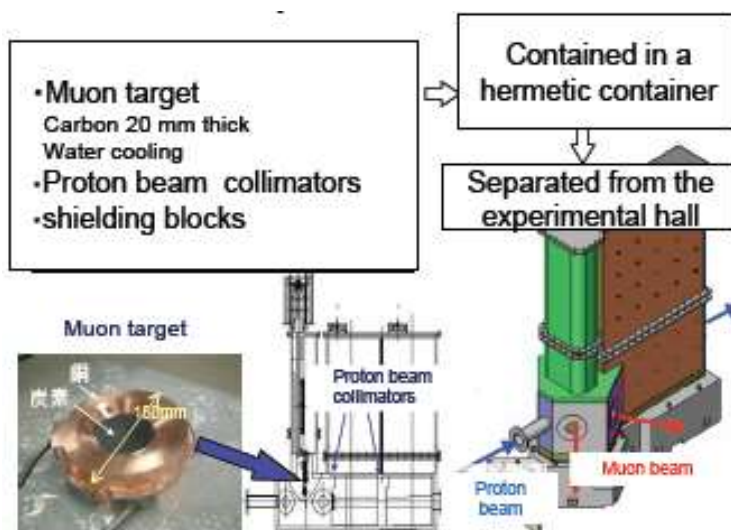 ・Muon target
Carbon 20 mm thick
Water cooling
・Proton beam collimators
・shielding blocks
Contained in a
hermetic container
Separated from the
experimental hall
Muon target
銅
炭素
180mm
Proton beam
collimators
Muon beam
Proton
beam